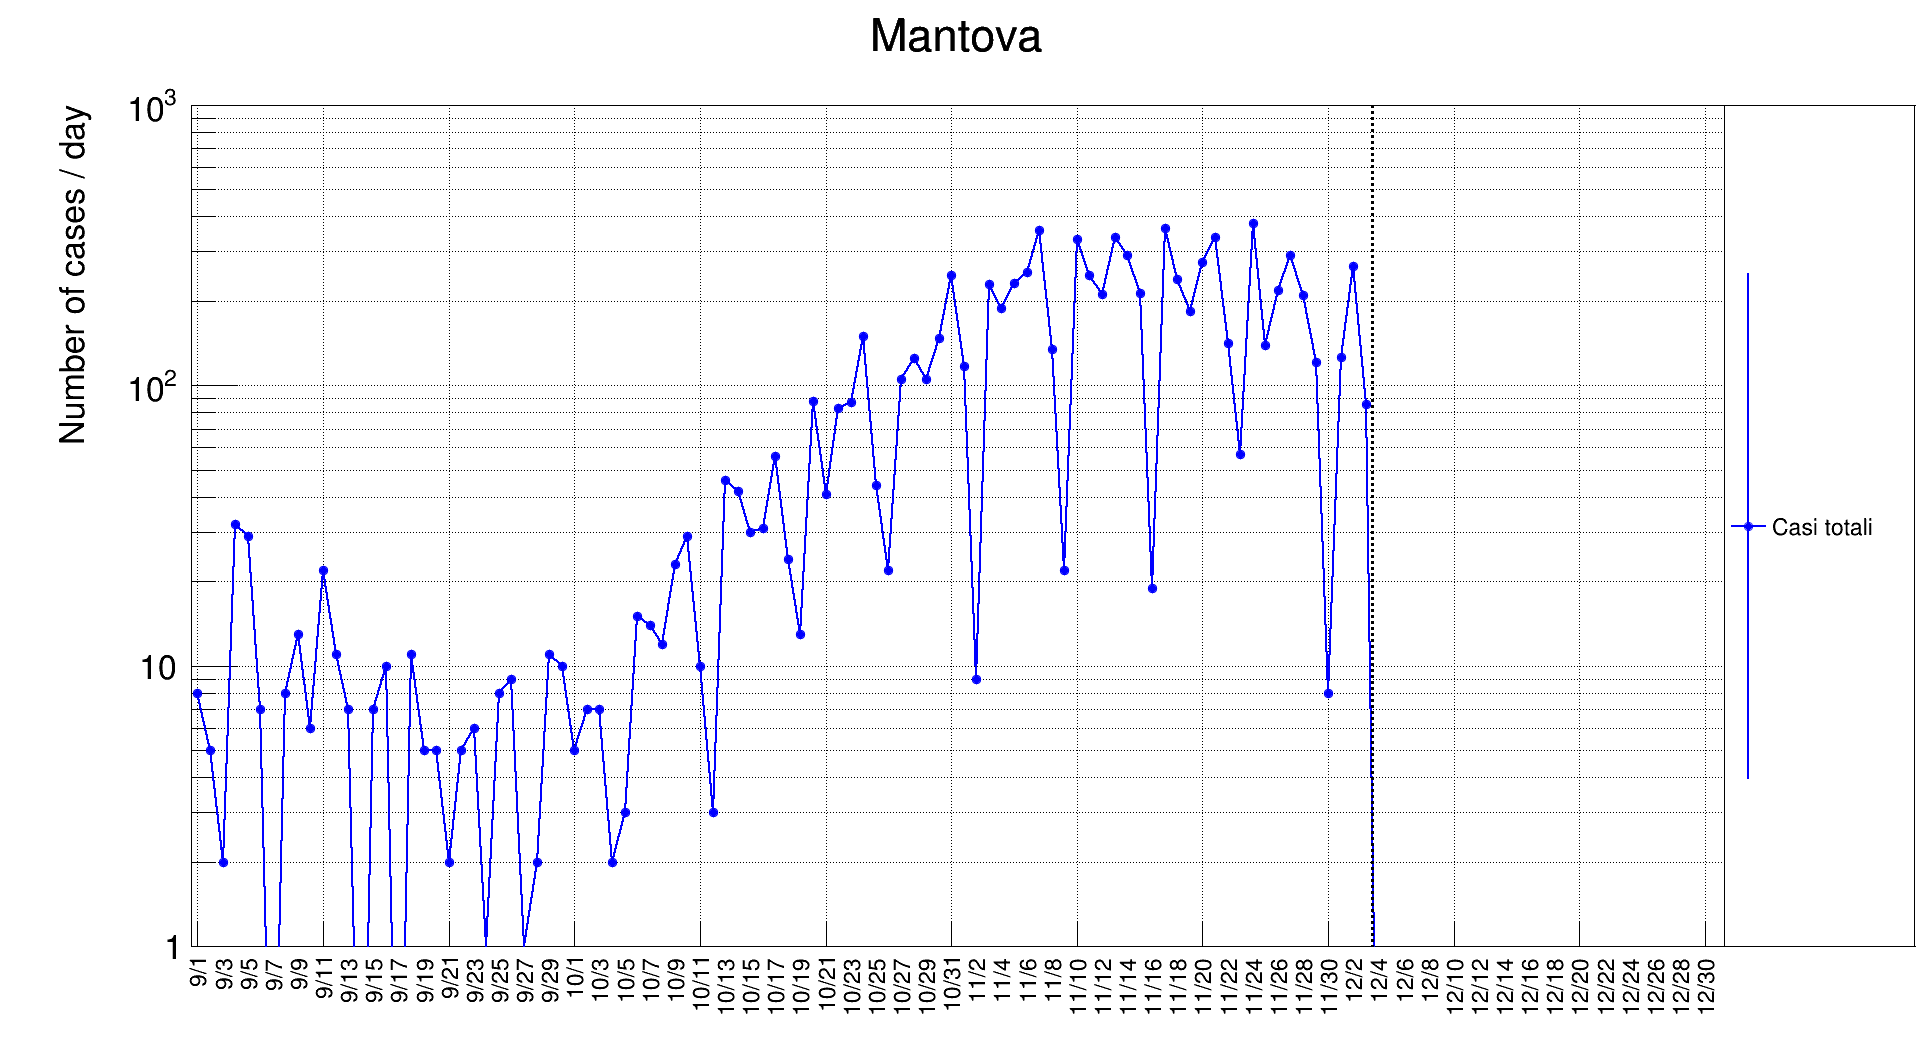 Mantova
Number of cases / day
10³
10²
10
1
9/1 9/3 9/5 9/7 9/9 9/11 9/13 9/15 9/17 9/19 9/21 9/23 9/25 9/27 9/29 10/1 10/3 10/5 10/7 10/9 10/11 10/13 10/15 10/17 10/19 10/21 10/23 10/25 10/27 10/29 10/31 11/2 11/4 11/6 11/8 11/10 11/12 11/14 11/16 11/18 11/20 11/22 11/24 11/26 11/28 11/30 12/2 12/4 12/6 12/8 12/10 12/12 12/14 12/16 12/18 12/20 12/22 12/24 12/26 12/28 12/30
Casi totali